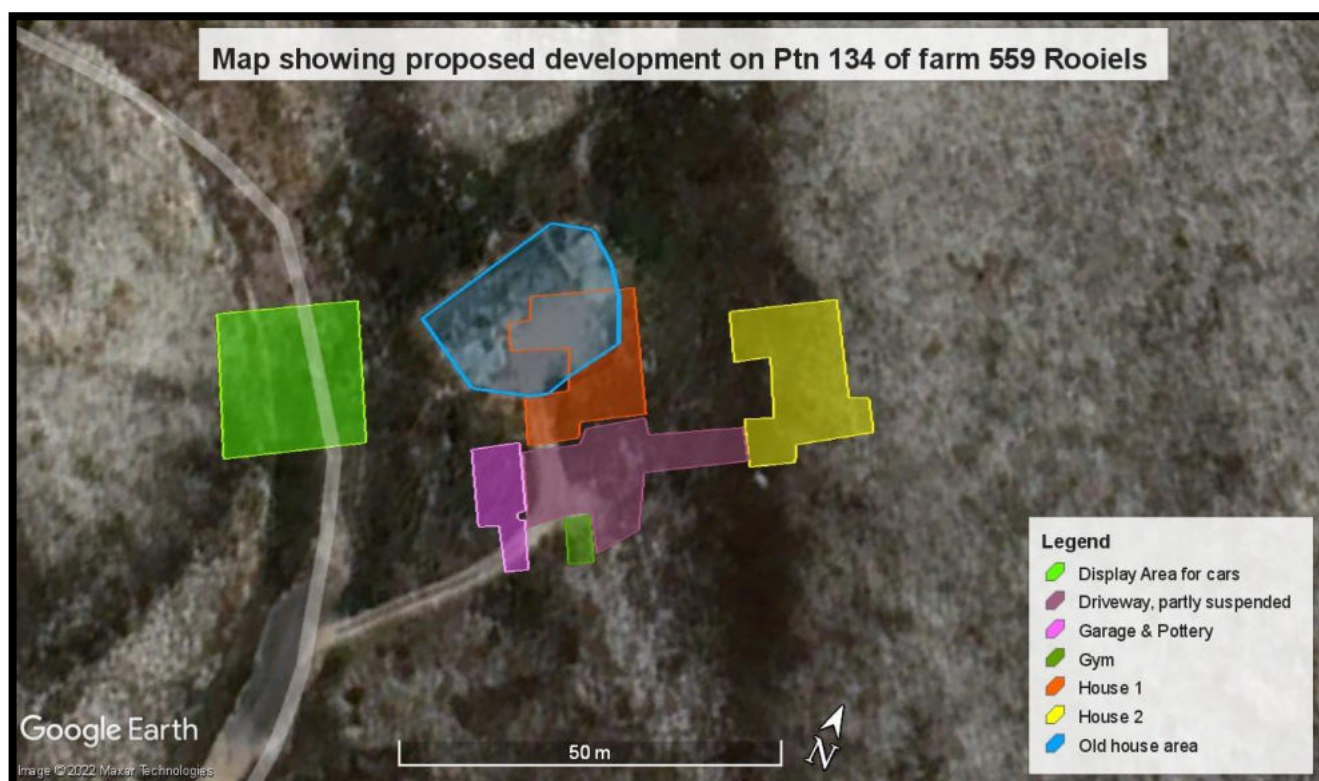 Map showing proposed development on Ptn 134 of farm 559 Rooiels
Legend
Display Area for cars
Driveway, partly suspended
Garage & Pottery
Gym
House 1
House 2
Old house area
Google Earth
50 m
N
Image © 2022 Maxar Technologies